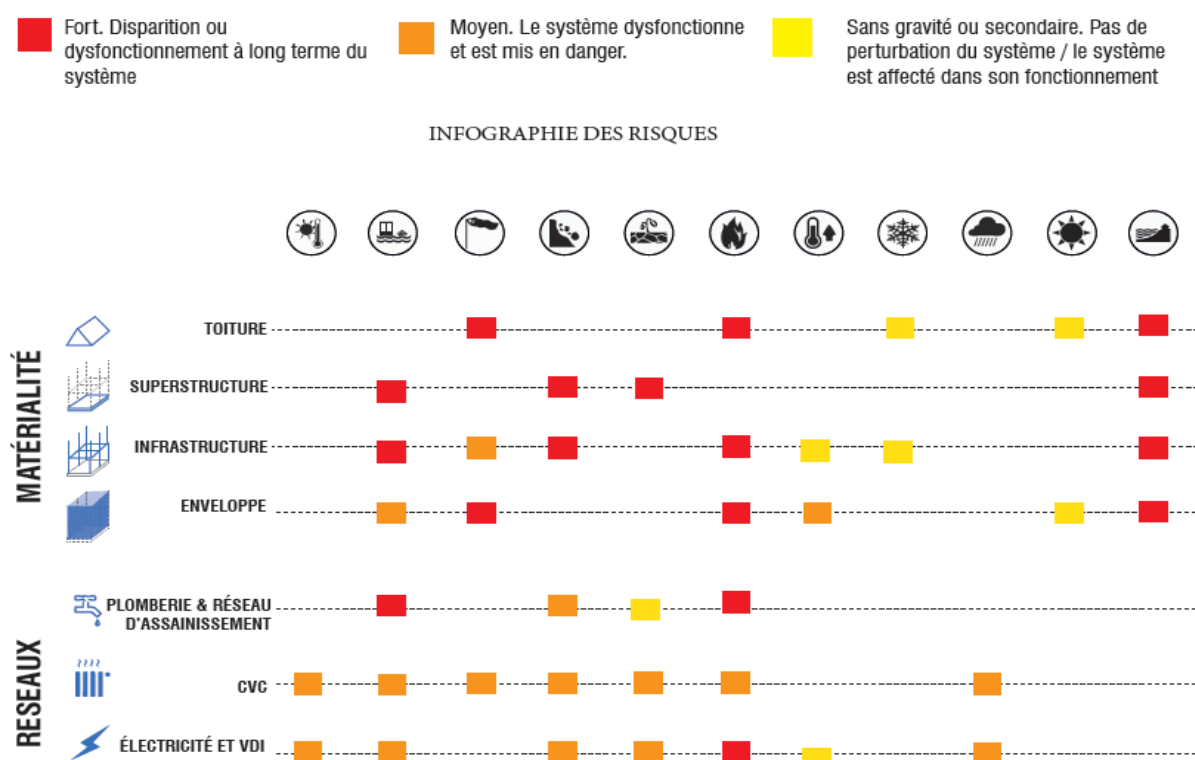 Fort. Disparition ou
dysfonctionnement à long terme du
système
Moyen. Le système dysfonctionne
et est mis en danger.
Sans gravité ou secondaire. Pas de
perturbation du système / le système
est affecté dans son fonctionnement
INFOGRAPHIE DES RISQUES
MATÉRIALITÉ
TOITURE
SUPERSTRUCTURE
INFRASTRUCTURE
ENVELOPPE
RESEAUX
PLOMBERIE & RÉSEAU
D'ASSAINISSEMENT
CVC
ÉLECTRICITÉ ET VDI